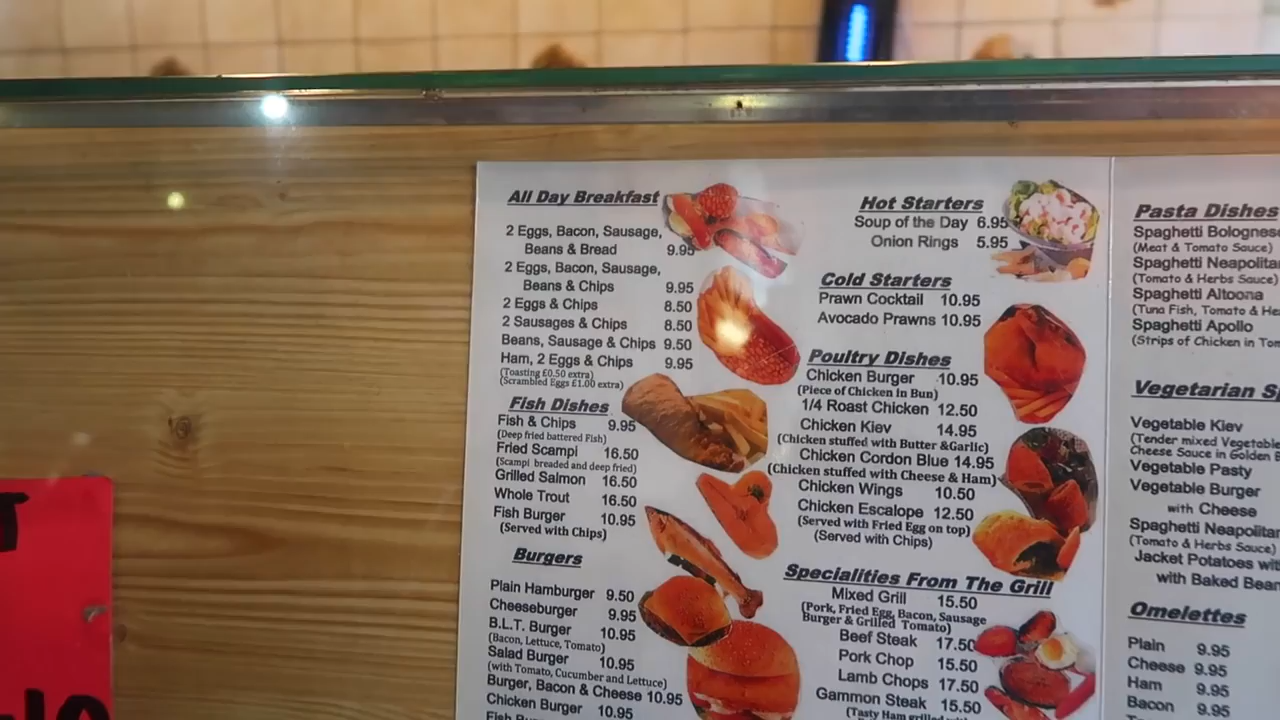 All Day Breakfast
2 Eggs, Bacon, Sausage,
Beans & Bread 9.95
2 Eggs, Bacon, Sausage,
Beans & Chips 9.95
2 Eggs & Chips 8.50
2 Sausages & Chips 8.50
Beans, Sausage & Chips 9.50
Ham, 2 Eggs & Chips 9.95
(Toasting £0.50 extra)
(Scrambled Eggs £1.00 extra)
Fish Dishes
Fish & Chips 9.95
(Deep fried battered Fish)
Fried Scampi 16.50
(Scampi breaded and deep fried)
Grilled Salmon 16.50
Whole Trout 16.50
Fish Burger 10.95
(Served with Chips)
Burgers
Plain Hamburger 9.50
Cheeseburger 9.95
B.L.T. Burger 10.95
(Bacon, Lettuce, Tomato)
Salad Burger 10.95
(with Tomato, Cucumber and Lettuce)
Burger, Bacon & Cheese 10.95
Chicken Burger 10.95
Hot Starters
Soup of the Day 6.95
Onion Rings 5.95
Cold Starters
Prawn Cocktail 10.95
Avocado Prawns 10.95
Poultry Dishes
Chicken Burger 10.95
(Piece of Chicken in Bun)
1/4 Roast Chicken 12.50
Chicken Kiev 14.95
(Chicken stuffed with Butter &Garlic)
Chicken Cordon Blue 14.95
(Chicken stuffed with Cheese & Ham)
Chicken Wings 10.50
Chicken Escalope 12.50
(Served with Fried Egg on top)
(Served with Chips)
Specialities From The Grill
Mixed Grill 15.50
(Pork, Fried Egg, Bacon, Sausage
Burger & Grilled Tomato)
Beef Steak 17.50
Pork Chop 15.50
Lamb Chops 17.50
Gammon Steak 15.50
(Tasty Ham grilled with
Pasta Dishes
Spaghetti Bolognes
(Meat & Tomato Sauce)
Spaghetti Neapolitan
(Tomato & Herbs Sauce)
Spaghetti Altoona
(Tuna Fish, Tomato & He
Spaghetti Apollo
(Strips of Chicken in Tom
Vegetarian S
Vegetable Kiev
(Tender mixed Vegetable
Cheese Sauce in Golden B
Vegetable Pasty
Vegetable Burger
with Cheese
Spaghetti Neapolitan
(Tomato & Herbs Sauce)
Jacket Potatoes wit
with Baked Bean
Omelettes
Plain 9.95
Cheese 9.95
Ham 9.95
Bacon 9.95